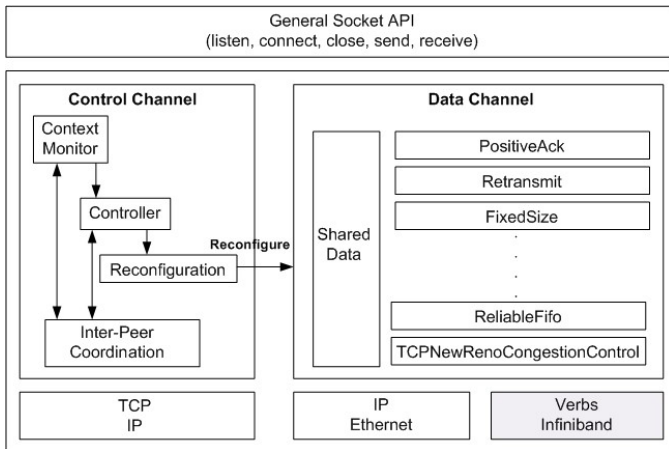 General Socket API
(listen, connect, close, send, receive)
Control Channel
Context
Monitor
Controller
Reconfiguration
Inter-Peer
Coordination
Reconfigure
Data Channel
Shared
Data
PositiveAck
Retransmit
FixedSize
ReliableFifo
TCPNewRenoCongestionControl
TCP
IP
IP
Ethernet
Verbs
Infiniband